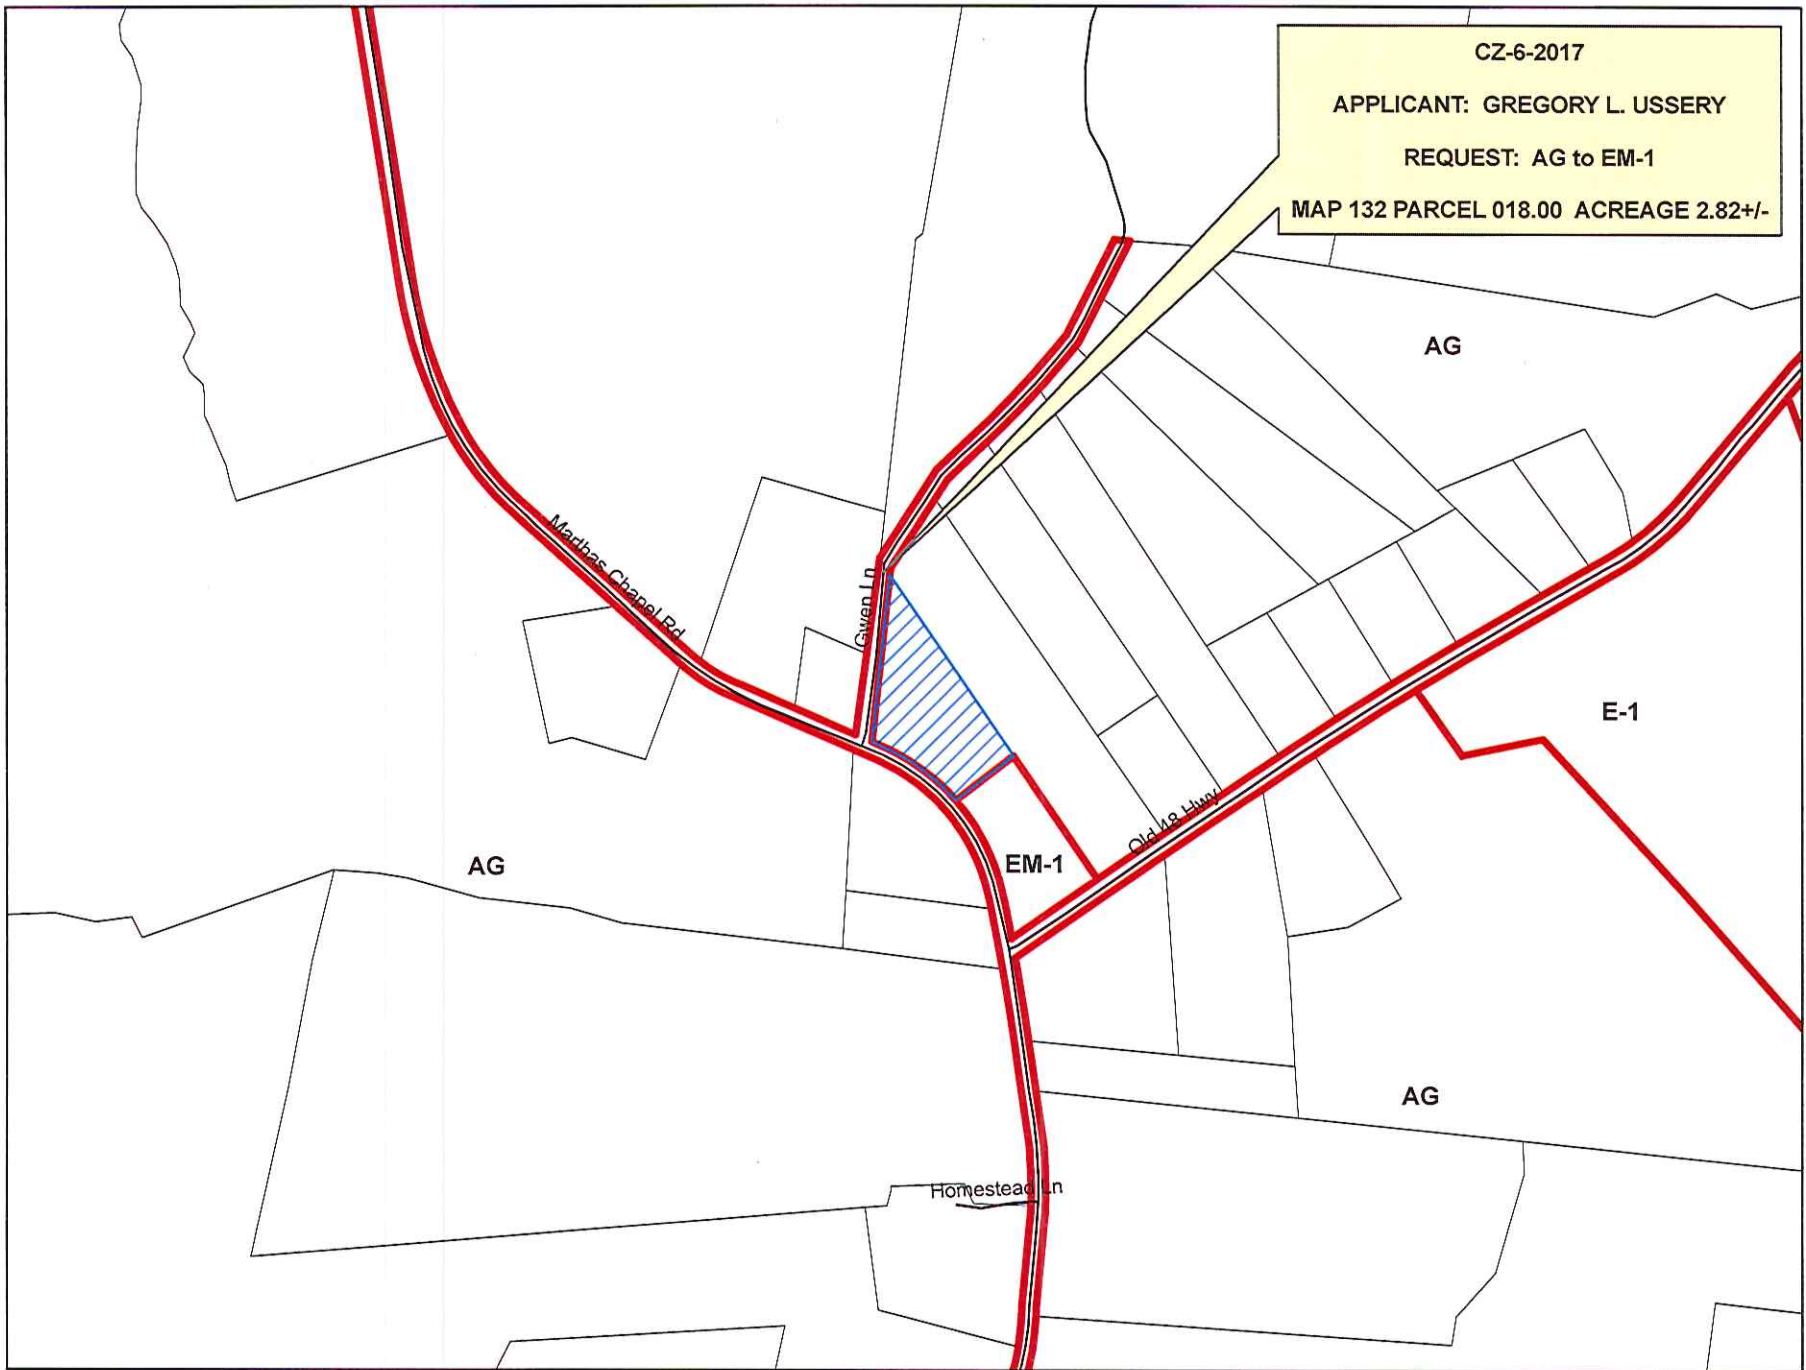 CZ-6-2017
APPLICANT: GREGORY L. USSERY
REQUEST: AG to EM-1
MAP 132 PARCEL 018.00 ACREAGE 2.82+/-
AG
Marthas Chapel Rd
Gwen Ln
E-1
Old 48 Hwy
AG
EM-1
AG
Homestead Ln